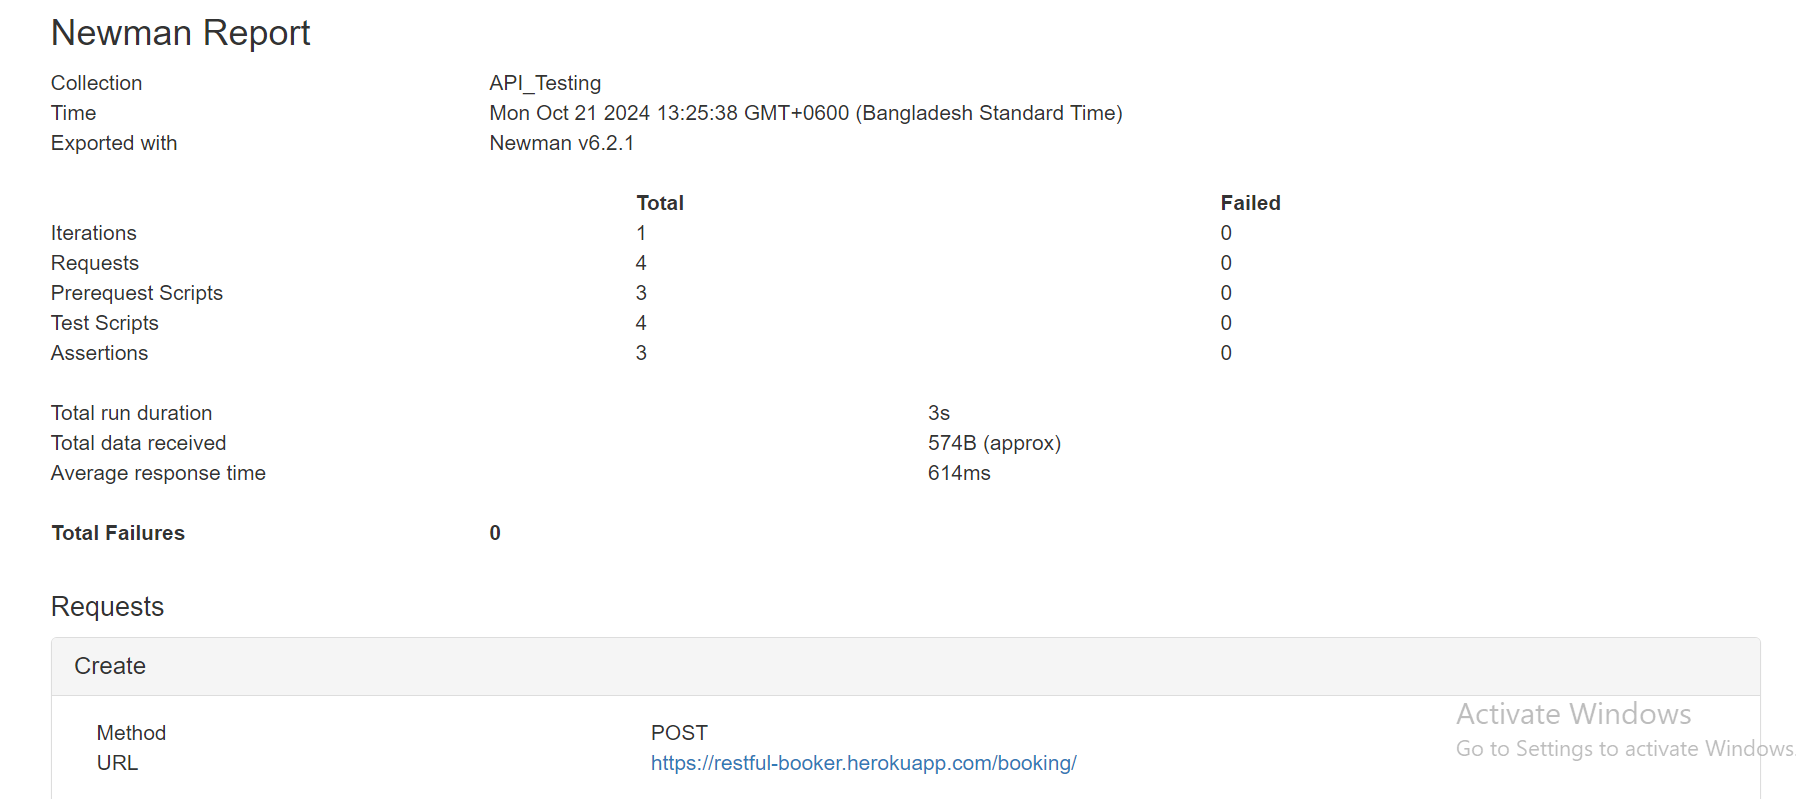 Newman Report
Collection API_Testing
Time Mon Oct 21 2024 13:25:38 GMT+0600 (Bangladesh Standard Time)
Exported with Newman v6.2.1
Total Failed
Iterations 1 0
Requests 4 0
Prerequest Scripts 3 0
Test Scripts 4 0
Assertions 3 0
Total run duration 3s
Total data received 574B (approx)
Average response time 614ms
Total Failures 0
Requests
Create
Method POST
URL https://restful-booker.herokuapp.com/booking/
Activate Windows
Go to Settings to activate Windows.